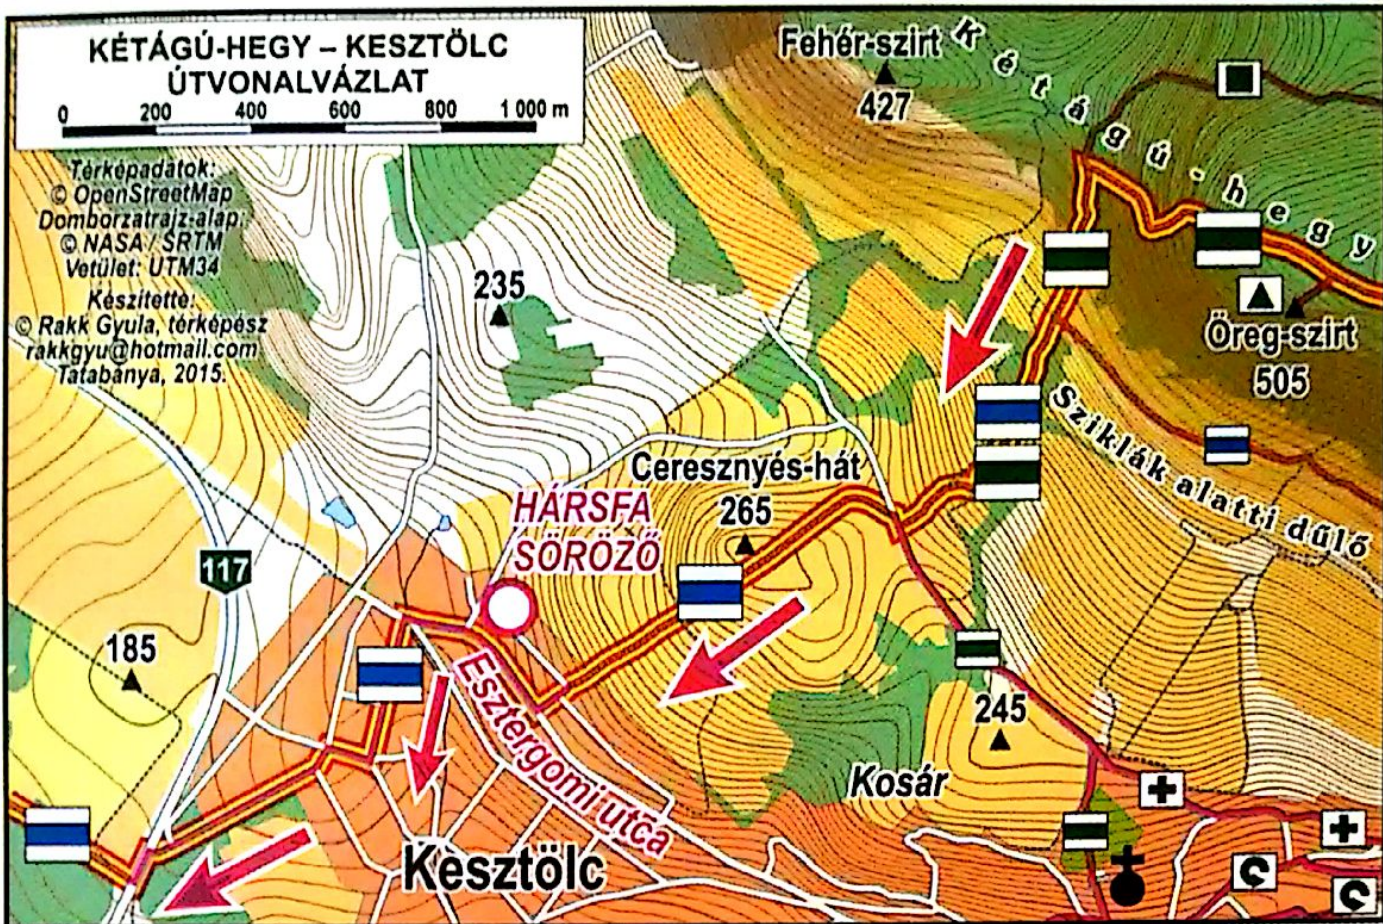 KÉTÁGÚ-HEGY – KESZTÖLC
ÚTVONALVÁZLAT
0 200 400 600 800 1 000 m
Térképadatok:
© OpenStreetMap
Domborzatrajz-alap:
© NASA / SRTM
Vetület: UTM34
Készítette:
© Rakk Gyula, térképész
rakkgyu@hotmail.com
Tatabánya, 2015.
Fehér-szirt
427
Kétágú-hegy
235
Öreg-szirt
505
Sziklák alatti dűlő
Ceresznyés-hát
265
HÁRSFA
SÖRÖZŐ
117
185
Esztergomi utca
245
Kosár
Kesztölc